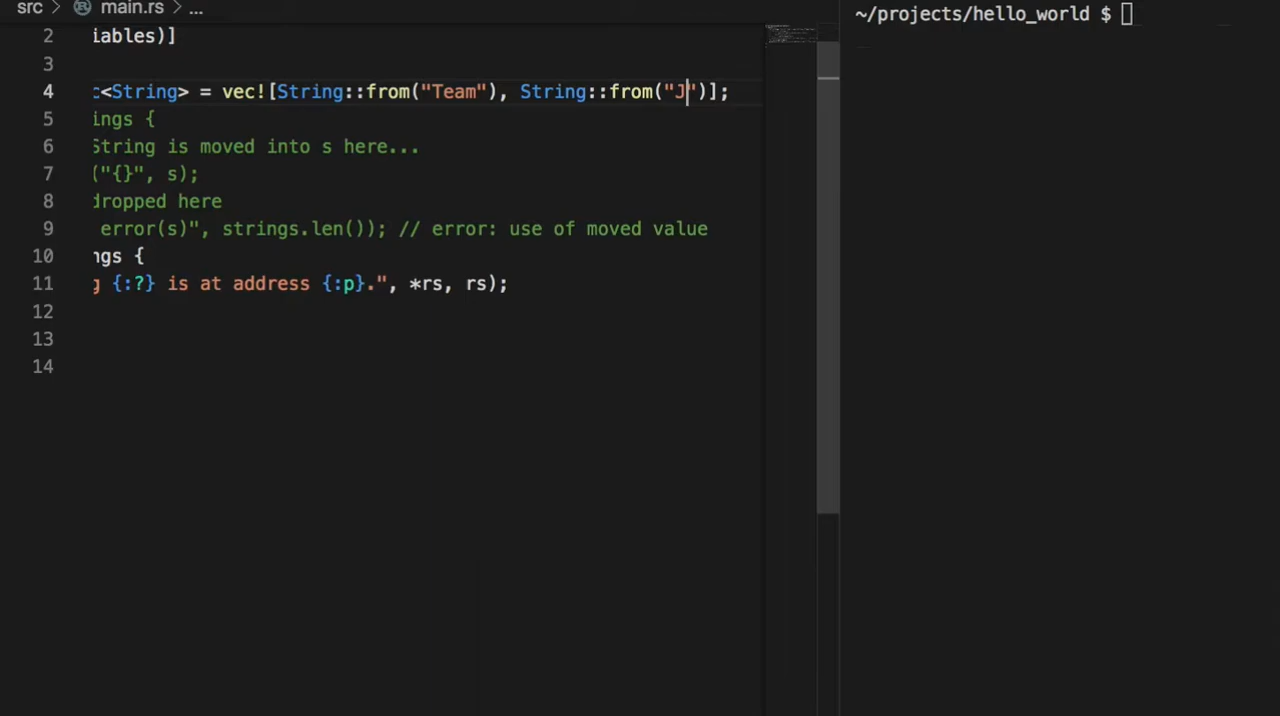 src > main.rs > ...
2 iables)]
3
4 c<String> = vec![String::from("Team"), String::from("J")];
5 ings {
6 String is moved into s here...
7 ("{}", s);
8 dropped here
9 error(s)", strings.len()); // error: use of moved value
10 ngs {
11 g {:?} is at address {:p}.", *rs, rs);
12
13
14
~/projects/hello_world $